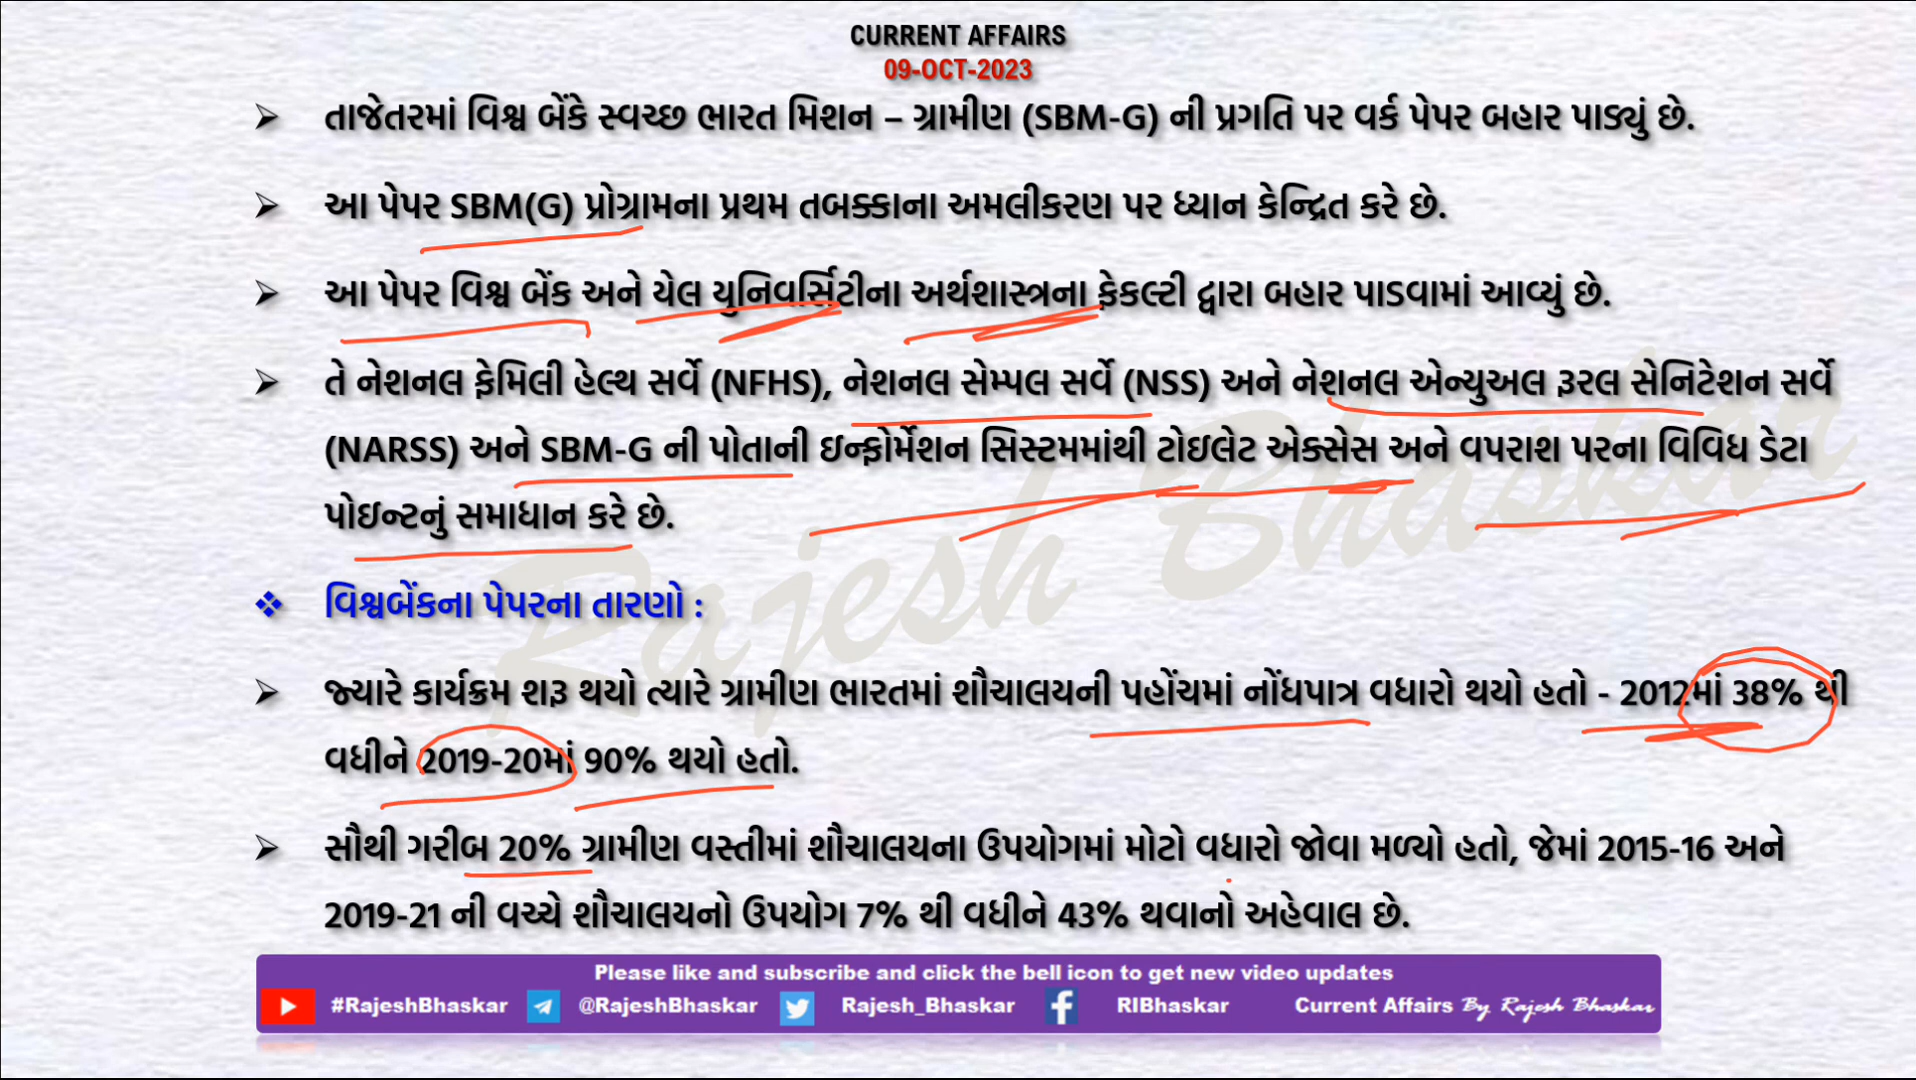 CURRENT AFFAIRS
09-OCT-2023
➢ તાજેતરમાં વિશ્વ બેંકે સ્વચ્છ ભારત મિશન – ગ્રામીણ (SBM-G) ની પ્રગતિ પર વર્ક પેપર બહાર પાડ્યું છે.
➢ આ પેપર SBM(G) પ્રોગ્રામના પ્રથમ તબક્કાના અમલીકરણ પર ધ્યાન કેન્દ્રિત કરે છે.
➢ આ પેપર વિશ્વ બેંક અને યેલ યુનિવર્સિટીના અર્થશાસ્ત્રના ફેકલ્ટી દ્વારા બહાર પાડવામાં આવ્યું છે.
➢ તે નેશનલ ફેમિલી હેલ્થ સર્વે (NFHS), નેશનલ સેમ્પલ સર્વે (NSS) અને નેશનલ એન્યુઅલ રૂરલ સેનિટેશન સર્વે
(NARSS) અને SBM-G ની પોતાની ઇન્ફોર્મેશન સિસ્ટમમાંથી ટોઇલેટ એક્સેસ અને વપરાશ પરના વિવિધ ડેટા
પોઇન્ટનું સમાધાન કરે છે.
❖ વિશ્વબેંકના પેપરના તારણો :
➢ જ્યારે કાર્યક્રમ શરૂ થયો ત્યારે ગ્રામીણ ભારતમાં શૌચાલયની પહોંચમાં નોંધપાત્ર વધારો થયો હતો - 2012માં 38% થી
વધીને 2019-20માં 90% થયો હતો.
➢ સૌથી ગરીબ 20% ગ્રામીણ વસ્તીમાં શૌચાલયના ઉપયોગમાં મોટો વધારો જોવા મળ્યો હતો, જેમાં 2015-16 અને
2019-21 ની વચ્ચે શૌચાલયનો ઉપયોગ 7% થી વધીને 43% થવાનો અહેવાલ છે.
Rajesh Bhaskar
Please like and subscribe and click the bell icon to get new video updates
#RajeshBhaskar @RajeshBhaskar Rajesh_Bhaskar RIBhaskar Current Affairs By Rajesh Bhaskar